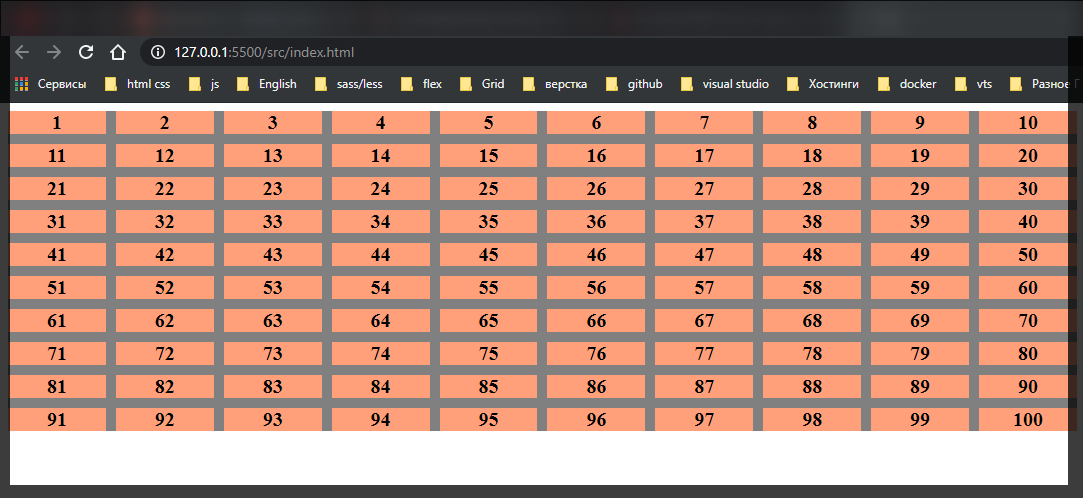 127.0.0.1:5500/src/index.html
Сервисы html css js English sass/less flex Grid верстка github visual studio Хостинги docker vts Разное
1 2 3 4 5 6 7 8 9 10
11 12 13 14 15 16 17 18 19 20
21 22 23 24 25 26 27 28 29 30
31 32 33 34 35 36 37 38 39 40
41 42 43 44 45 46 47 48 49 50
51 52 53 54 55 56 57 58 59 60
61 62 63 64 65 66 67 68 69 70
71 72 73 74 75 76 77 78 79 80
81 82 83 84 85 86 87 88 89 90
91 92 93 94 95 96 97 98 99 100